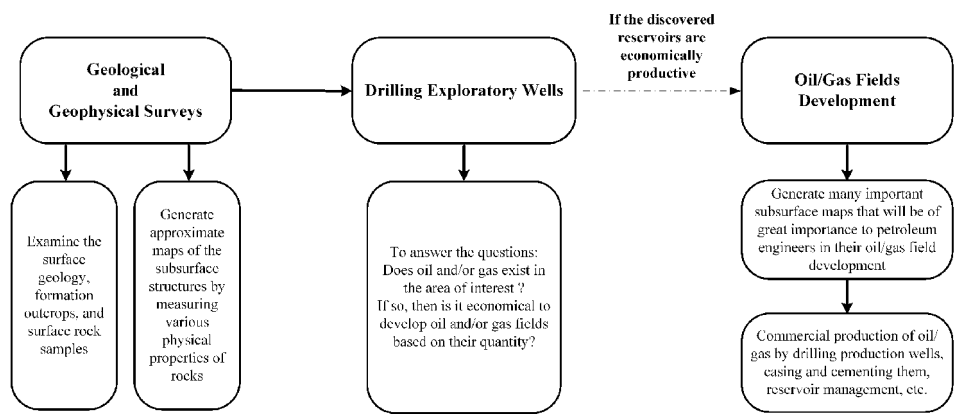 Geological
and
Geophysical Surveys
Drilling Exploratory Wells
If the discovered
reservoirs are
economically
productive
Oil/Gas Fields
Development
Examine the
surface
geology,
formation
outcrops, and
surface rock
samples
Generate
approximate
maps of the
subsurface
structures by
measuring
various
physical
properties of
rocks
To answer the questions:
Does oil and/or gas exist in
the area of interest ?
If so, then is it economical to
develop oil and/or gas fields
based on their quantity?
Generate many important
subsurface maps that will be of
great importance to petroleum
engineers in their oil/gas field
development
Commercial production of oil/
gas by drilling production wells,
casing and cementing them,
reservoir management, etc.